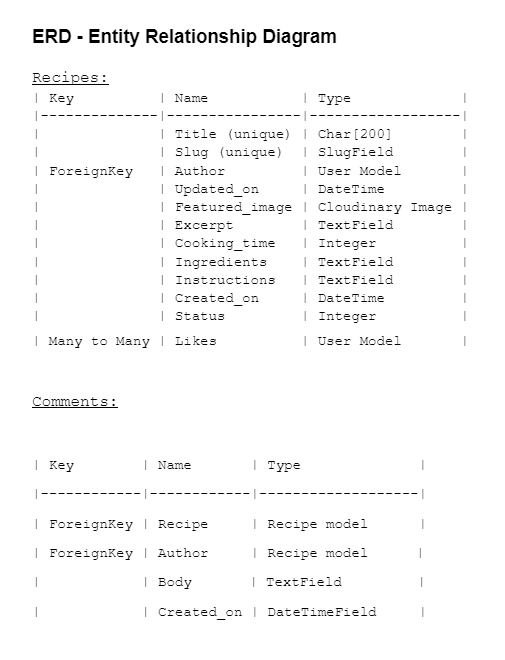 ERD - Entity Relationship Diagram
Recipes:
| Key | Name | Type |
|--------------|----------------|------------------|
| | Title (unique) | Char[200] |
| | Slug (unique) | SlugField |
| ForeignKey | Author | User Model |
| | Updated_on | DateTime |
| | Featured_image | Cloudinary Image |
| | Excerpt | TextField |
| | Cooking_time | Integer |
| | Ingredients | TextField |
| | Instructions | TextField |
| | Created_on | DateTime |
| | Status | Integer |
| Many to Many | Likes | User Model |
Comments:
| Key | Name | Type |
|------------|------------|-------------------|
| ForeignKey | Recipe | Recipe model |
| ForeignKey | Author | Recipe model |
| | Body | TextField |
| | Created_on | DateTimeField |